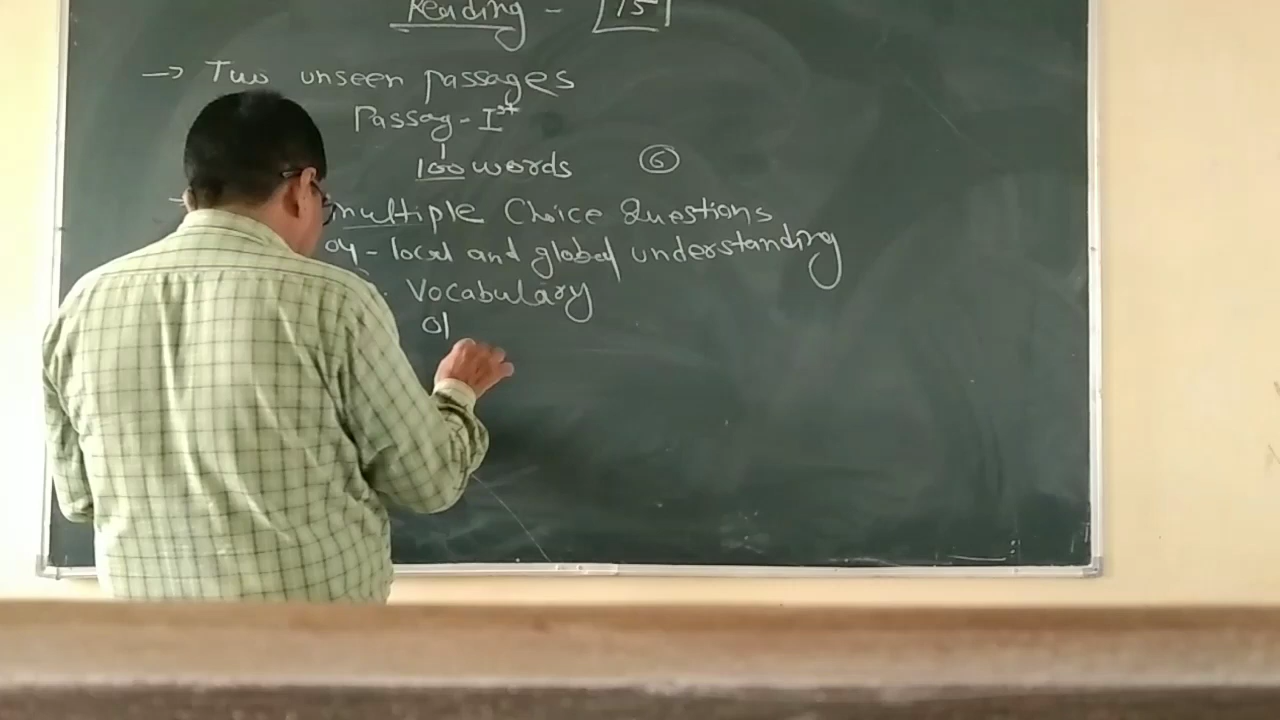 Reading - 15
→ Two unseen passages
Passag - Ist
100 words 6
multiple Choice Questions
04 - local and global understanding
Vocabulary
01